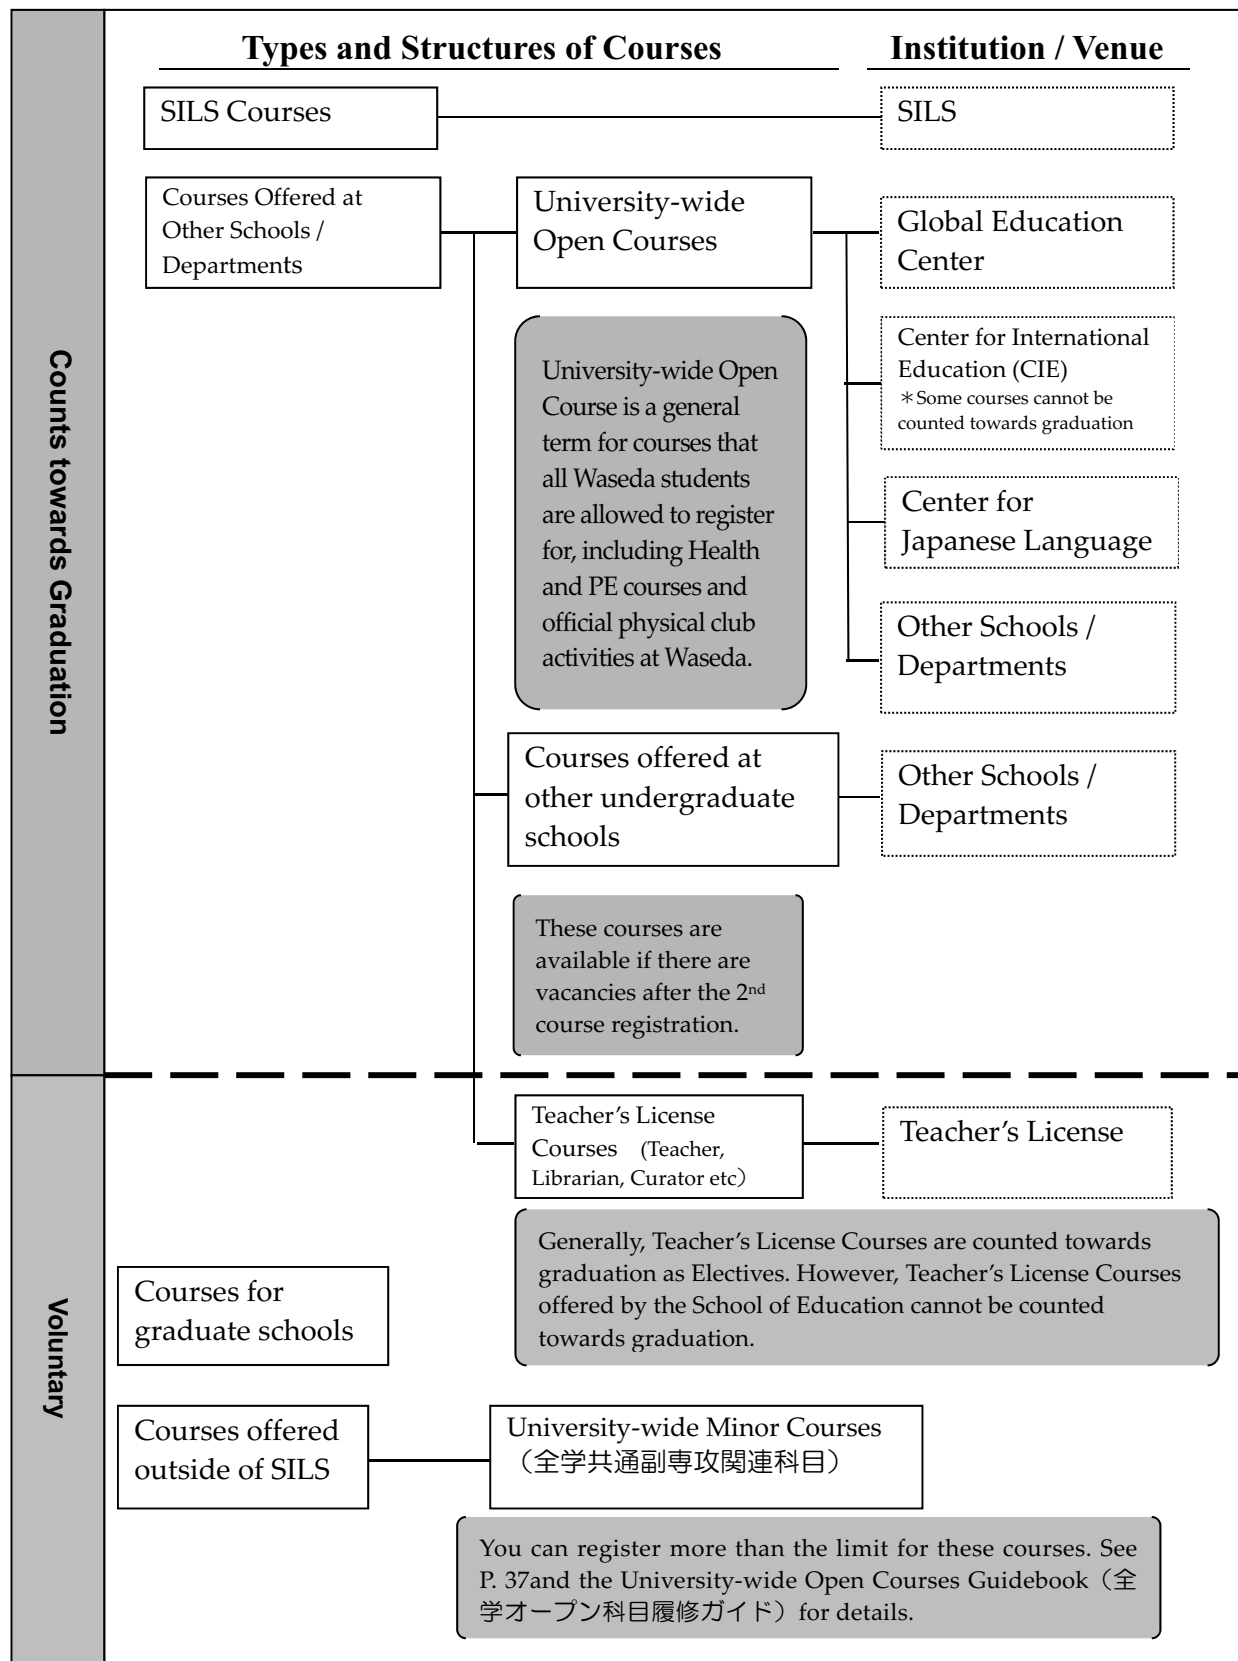 Types and Structures of Courses
Institution / Venue
Counts towards Graduation
SILS Courses
SILS
Courses Offered at
Other Schools /
Departments
University-wide
Open Courses
Global Education
Center
University-wide Open
Course is a general
term for courses that
all Waseda students
are allowed to register
for, including Health
and PE courses and
official physical club
activities at Waseda.
Center for International
Education (CIE)
＊Some courses cannot be
counted towards graduation
Center for
Japanese Language
Other Schools /
Departments
Courses offered at
other undergraduate
schools
Other Schools /
Departments
These courses are
available if there are
vacancies after the 2nd
course registration.
Voluntary
Teacher’s License
Courses (Teacher,
Librarian, Curator etc）
Teacher’s License
Generally, Teacher’s License Courses are counted towards
graduation as Electives. However, Teacher’s License Courses
offered by the School of Education cannot be counted
towards graduation.
Courses for
graduate schools
Courses offered
outside of SILS
University-wide Minor Courses
（全学共通副専攻関連科目）
You can register more than the limit for these courses. See
P. 37and the University-wide Open Courses Guidebook（全
学オープン科目履修ガイド）for details.